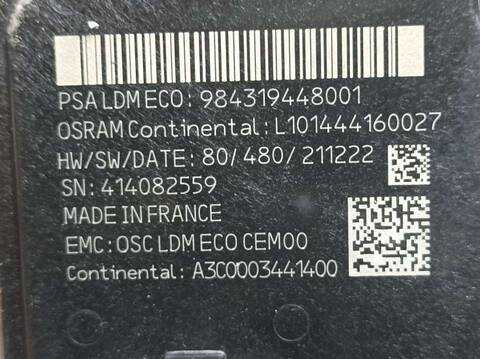 PSA LDM ECO: 984319448001
OSRAM Continental: L101444160027
HW/SW/DATE: 80/480/211222
SN: 414082559
MADE IN FRANCE
EMC: OSC LDM ECO CEM00
Continental: A3C0003441400